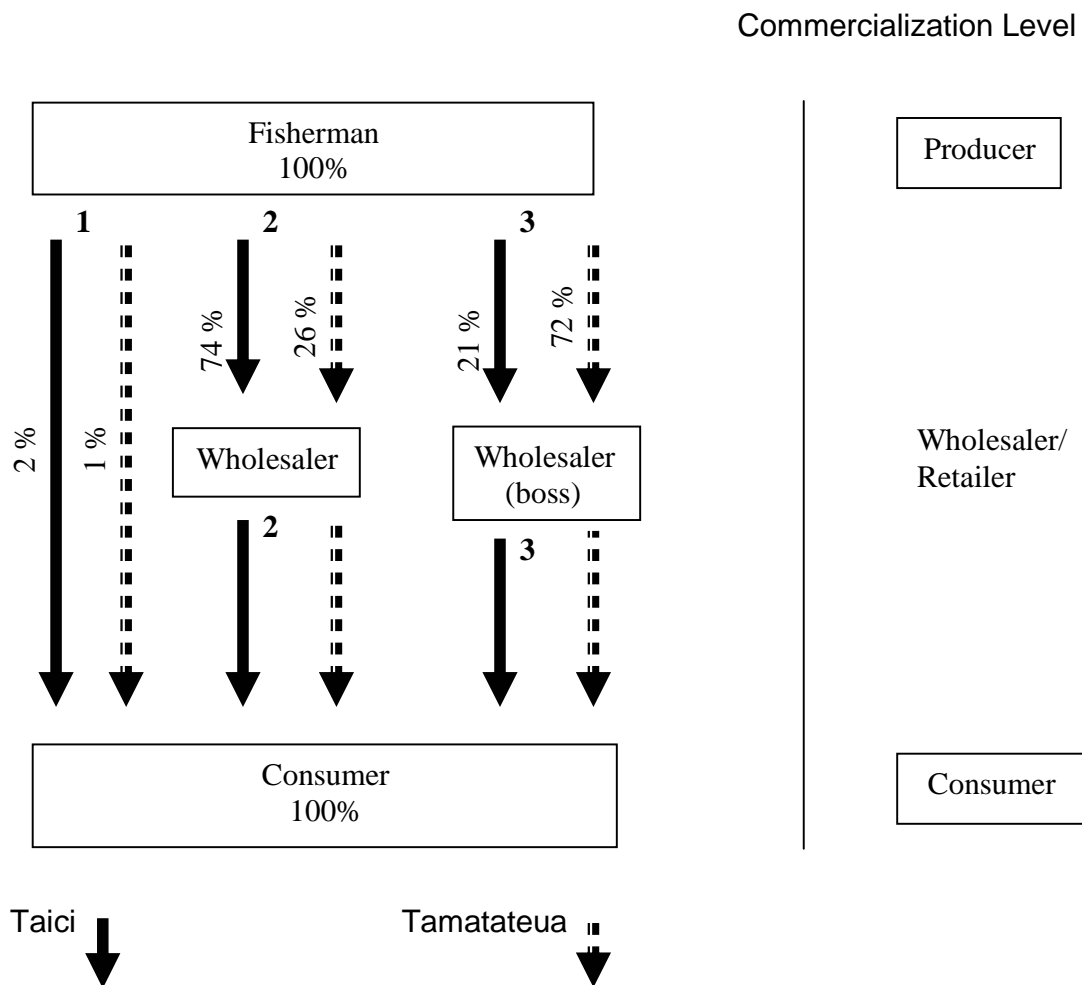 Commercialization Level
Fisherman
100%
Producer
1
2
3
2 %
1 %
74 %
26 %
21 %
72 %
Wholesaler
Wholesaler
(boss)
Wholesaler/
Retailer
2
3
Consumer
100%
Consumer
Taici
Tamatateua